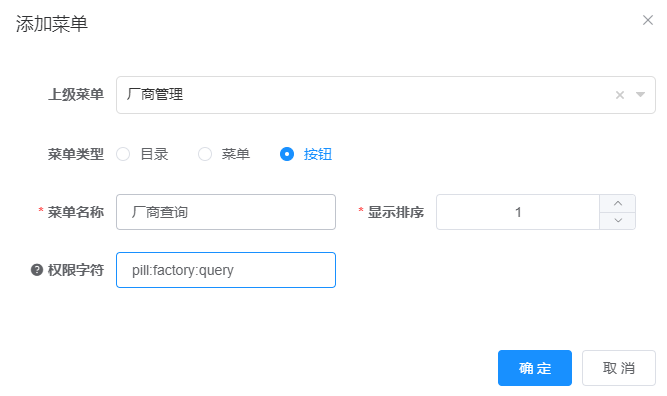 添加菜单
上级菜单 厂商管理
菜单类型 目录 菜单 按钮
* 菜单名称 厂商查询 * 显示排序 1
权限字符 pill:factory:query
确 定 取 消